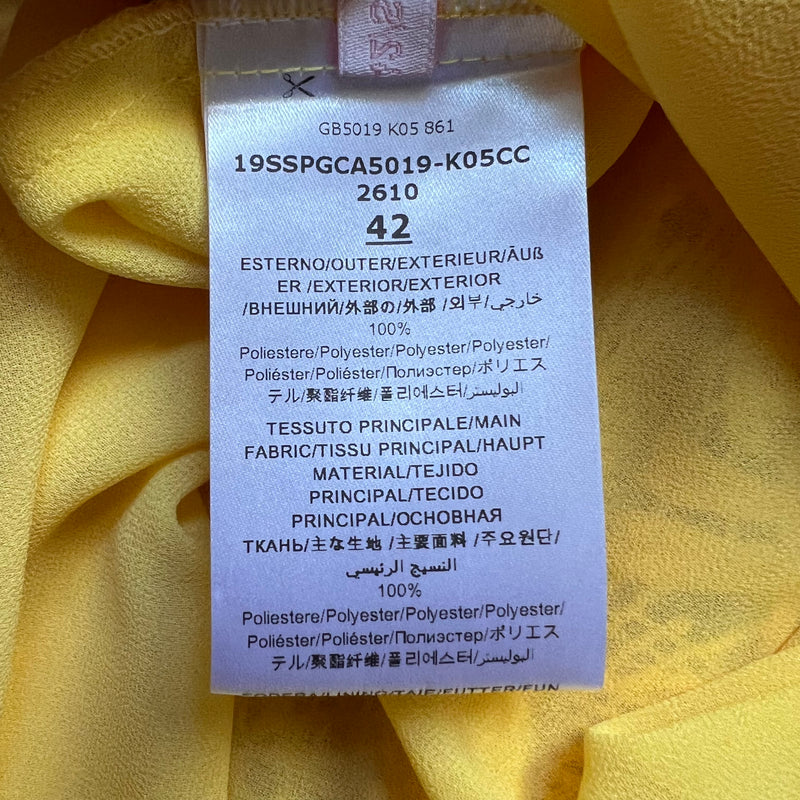 GB5019 K05 861
19SSPGCA5019-K05CC
2610
42
ESTERNO/OUTER/EXTERIEUR/ÄUß
ER /EXTERIOR/EXTERIOR
/ВНЕШНИЙ/外部の/外部 /외부/خارجي/
100%
Poliestere/Polyester/Polyester/Polyester/
Poliéster/Poliéster/Полиэстер/ポリエス
テル/聚酯纤维/폴리에스터/البوليستر/
TESSUTO PRINCIPALE/MAIN
FABRIC/TISSU PRINCIPAL/HAUPT
MATERIAL/TEJIDO
PRINCIPAL/TECIDO
PRINCIPAL/ОСНОВНАЯ
ТКАНЬ/主な生地 /主要面料 /주요원단/
النسيج الرئيسي
100%
Poliestere/Polyester/Polyester/Polyester/
Poliéster/Poliéster/Полиэстер/ポリエス
テル/聚酯纤维/폴리에스터/البوليستر/
FODERA/LINING/TAIE/FUTTER/FUN